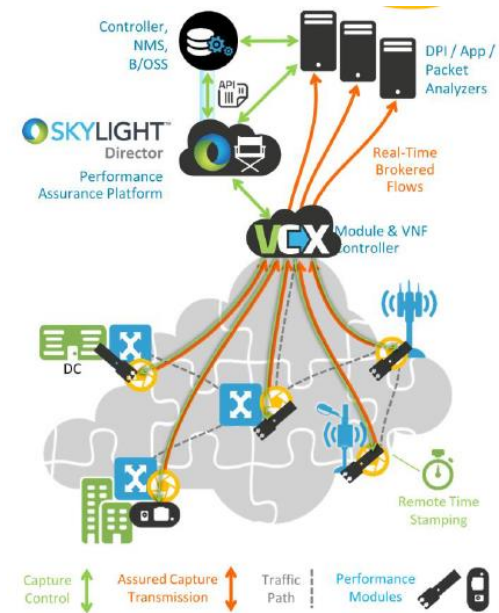 Controller,
NMS,
B/OSS
API
DPI / App /
Packet
Analyzers
SKYLIGHT™
Director
Performance
Assurance Platform
Real-Time
Brokered
Flows
VCX
Module & VNF
Controller
DC
Remote Time
Stamping
Capture
Control
Assured Capture
Transmission
Traffic
Path
Performance
Modules